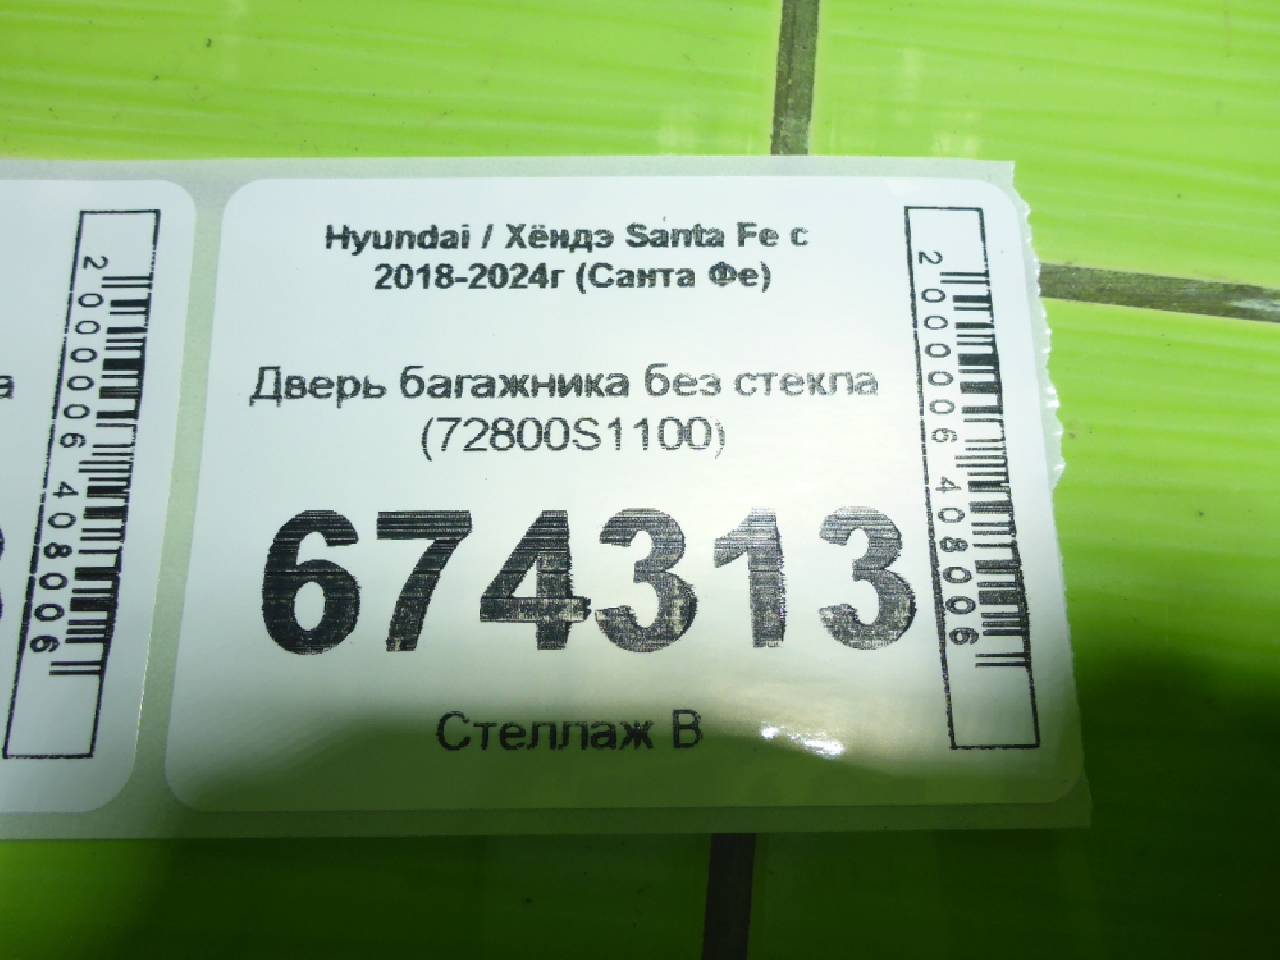 Hyundai / Хёндэ Santa Fe с
2018-2024г (Санта Фе)
Дверь багажника без стекла
(72800S1100)
674313
Стеллаж В
2000006408006
а
2000006408006